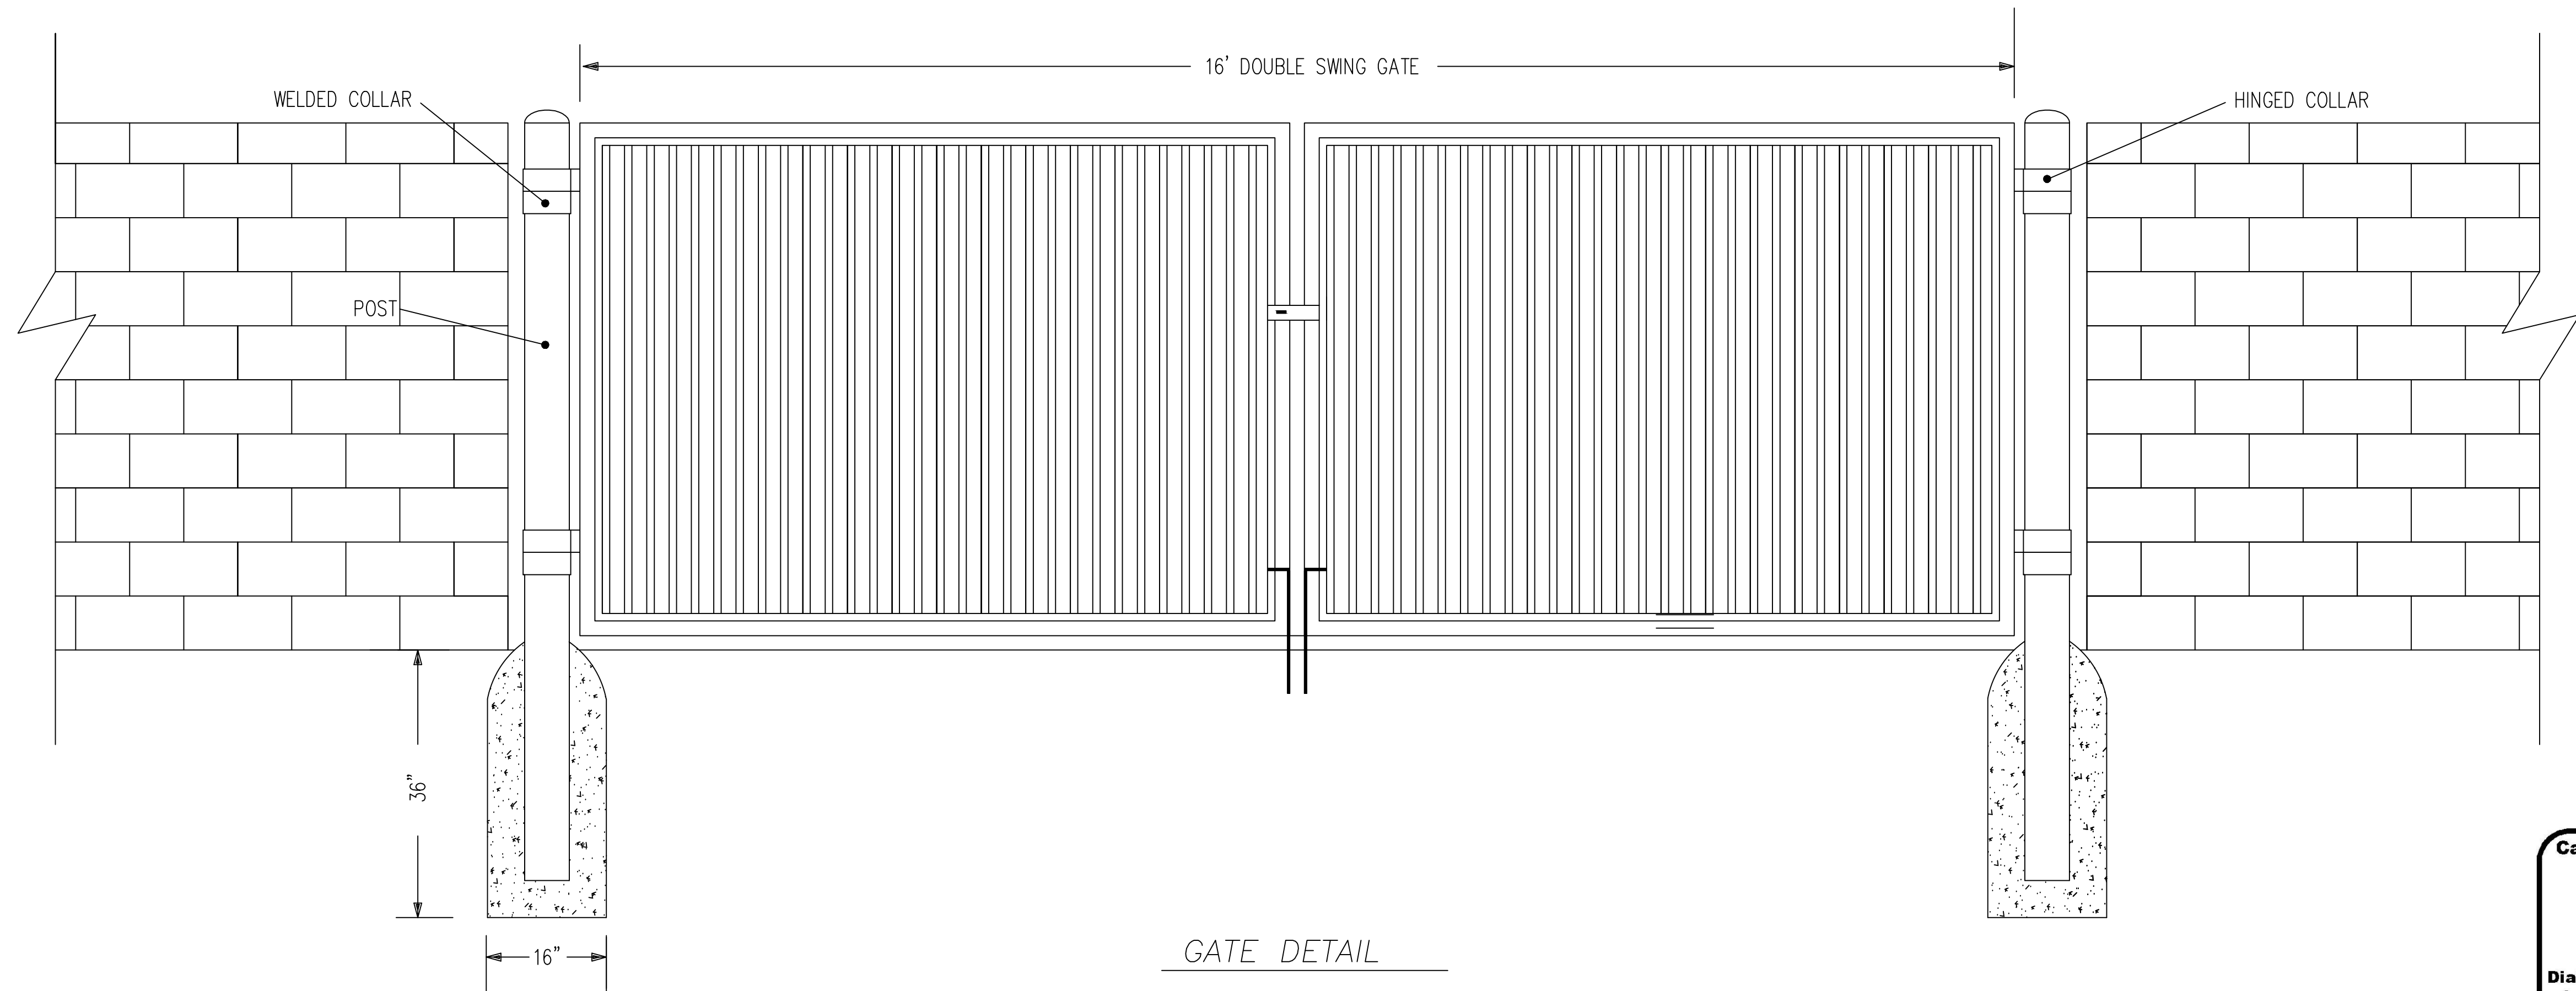 16' DOUBLE SWING GATE
WELDED COLLAR
HINGED COLLAR
POST
36"
16"
GATE DETAIL